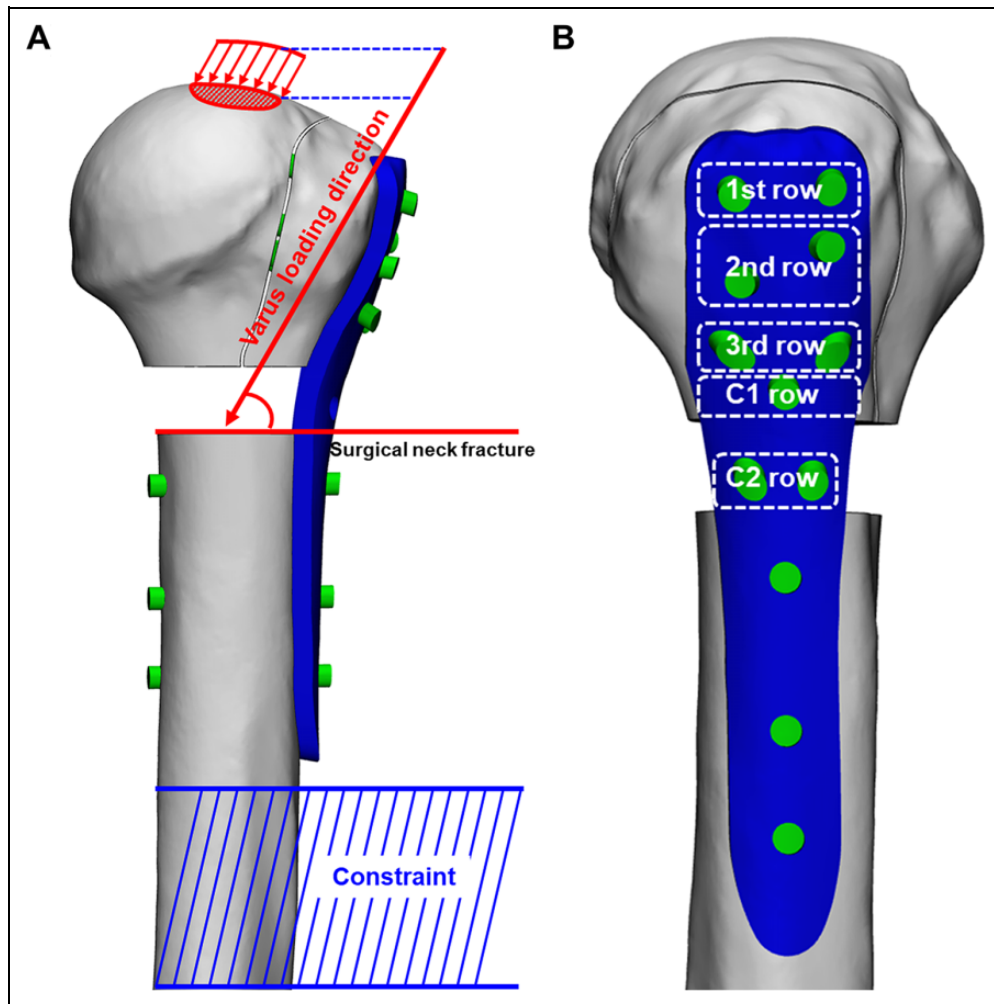 A
B
Varus loading direction
Surgical neck fracture
Constraint
1st row
2nd row
3rd row
C1 row
C2 row